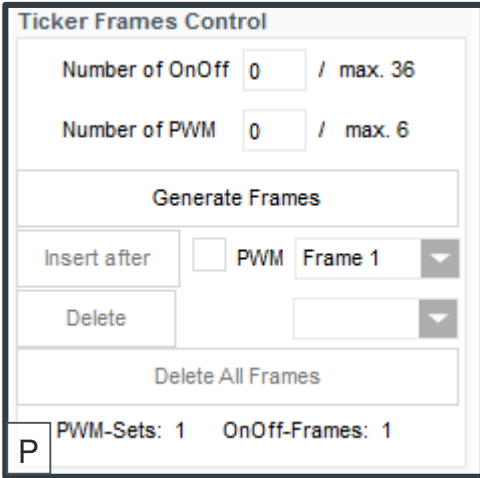 Ticker Frames Control
Number of OnOff 0 / max. 36
Number of PWM 0 / max. 6
Generate Frames
Insert after PWM Frame 1
Delete
Delete All Frames
PWM-Sets: 1 OnOff-Frames: 1
P